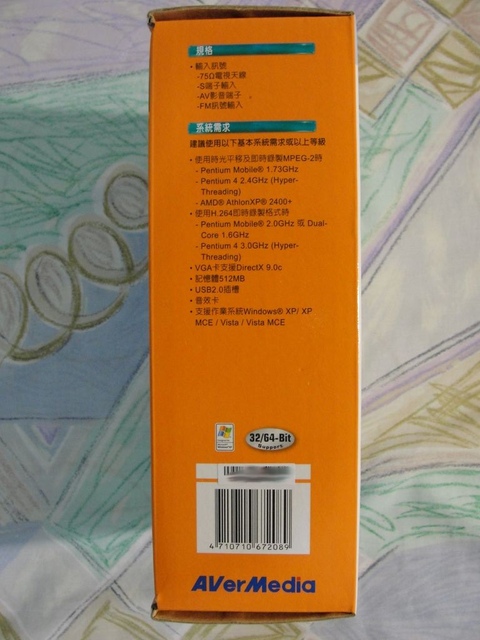 規格
• 輸入訊號
-75Ω電視天線
-S端子輸入
-AV影音端子
-FM訊號輸入
系統需求
建議使用以下基本系統需求或以上等級
• 使用時光平移及即時錄製MPEG-2時
- Pentium Mobile® 1.73GHz
- Pentium 4 2.4GHz (Hyper-
Threading)
- AMD® AthlonXP® 2400+
• 使用H.264即時錄製格式時
- Pentium Mobile® 2.0GHz 或 Dual-
Core 1.6GHz
- Pentium 4 3.0GHz (Hyper-
Threading)
• VGA卡支援DirectX 9.0c
• 記憶體512MB
• USB2.0插槽
• 音效卡
• 支援作業系統Windows® XP/ XP
MCE / Vista / Vista MCE
32/64-Bit
Support
4 710710 672089
AVerMedia